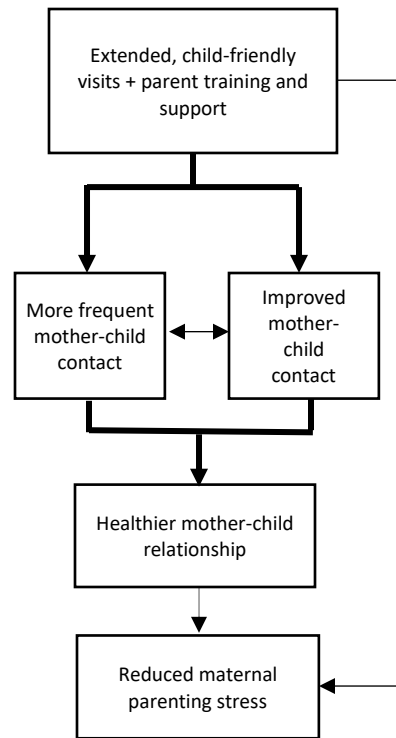 Extended, child-friendly
visits + parent training and
support
More frequent
mother-child
contact
Improved
mother-
child
contact
Healthier mother-child
relationship
Reduced maternal
parenting stress